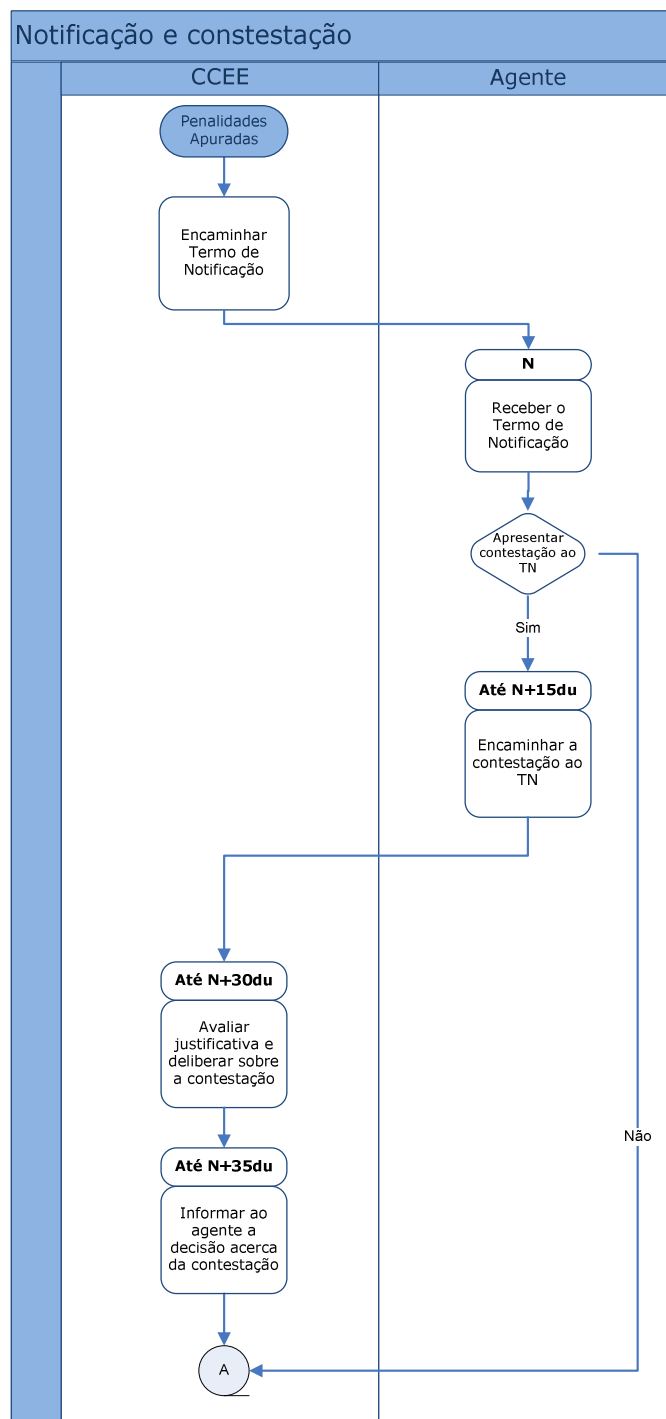 Notificação e constestação
CCEE
Agente
Penalidades
Apuradas
Encaminhar
Termo de
Notificação
N
Receber o
Termo de
Notificação
Apresentar
contestação ao
TN
Sim
Até N+15du
Encaminhar a
contestação ao
TN
Até N+30du
Avaliar
justificativa e
deliberar sobre
a contestação
Não
Até N+35du
Informar ao
agente a
decisão acerca
da contestação
A